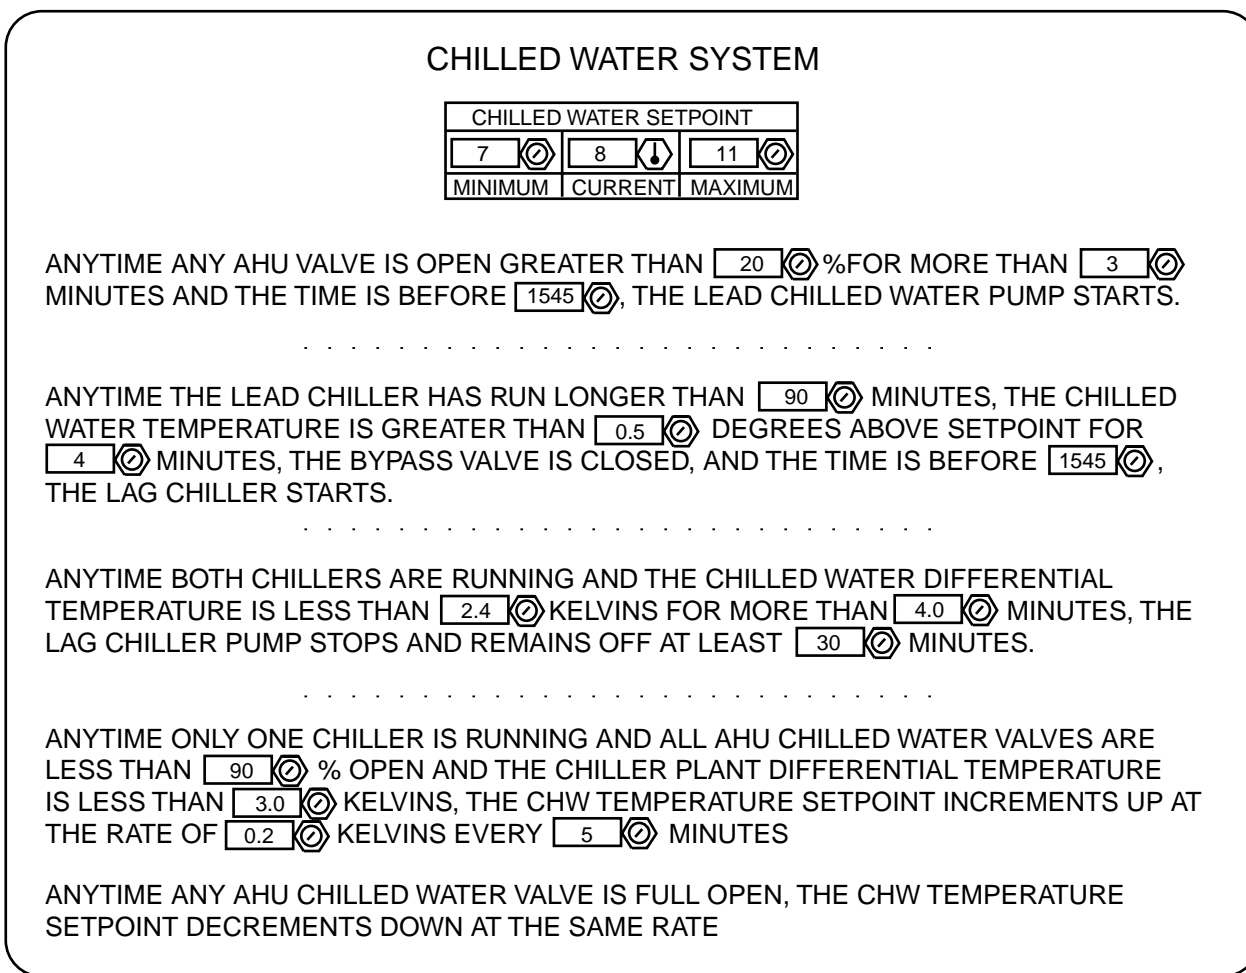 CHILLED WATER SYSTEM
CHILLED WATER SETPOINT
7 8 11
MINIMUM CURRENT MAXIMUM
ANYTIME ANY AHU VALVE IS OPEN GREATER THAN 20 %FOR MORE THAN 3
MINUTES AND THE TIME IS BEFORE 1545 , THE LEAD CHILLED WATER PUMP STARTS.
. . . . . . . . . . . . . . . . . . . . . . . . . . . .
ANYTIME THE LEAD CHILLER HAS RUN LONGER THAN 90 MINUTES, THE CHILLED
WATER TEMPERATURE IS GREATER THAN 0.5 DEGREES ABOVE SETPOINT FOR
4 MINUTES, THE BYPASS VALVE IS CLOSED, AND THE TIME IS BEFORE 1545 ,
THE LAG CHILLER STARTS.
. . . . . . . . . . . . . . . . . . . . . . . . . . . .
ANYTIME BOTH CHILLERS ARE RUNNING AND THE CHILLED WATER DIFFERENTIAL
TEMPERATURE IS LESS THAN 2.4 KELVINS FOR MORE THAN 4.0 MINUTES, THE
LAG CHILLER PUMP STOPS AND REMAINS OFF AT LEAST 30 MINUTES.
. . . . . . . . . . . . . . . . . . . . . . . . . . . .
ANYTIME ONLY ONE CHILLER IS RUNNING AND ALL AHU CHILLED WATER VALVES ARE
LESS THAN 90 % OPEN AND THE CHILLER PLANT DIFFERENTIAL TEMPERATURE
IS LESS THAN 3.0 KELVINS, THE CHW TEMPERATURE SETPOINT INCREMENTS UP AT
THE RATE OF 0.2 KELVINS EVERY 5 MINUTES
ANYTIME ANY AHU CHILLED WATER VALVE IS FULL OPEN, THE CHW TEMPERATURE
SETPOINT DECREMENTS DOWN AT THE SAME RATE